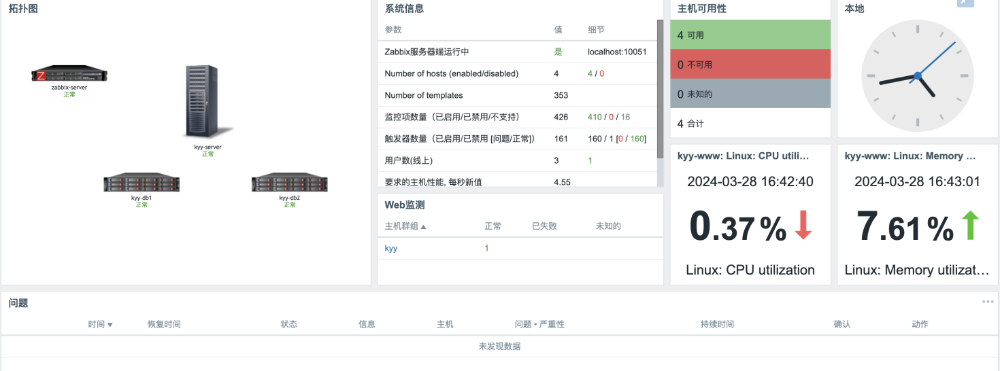 拓扑图
zabbix-server
正常
kyy-server
正常
kyy-db1
正常
kyy-db2
正常
系统信息
参数 值 细节
Zabbix服务器端运行中 是 localhost:10051
Number of hosts (enabled/disabled) 4 4 / 0
Number of templates 353
监控项数量（已启用/已禁用/不支持） 426 410 / 0 / 16
触发器数量（已启用/已禁用 [问题/正常]） 161 160 / 1 [0 / 160]
用户数(线上) 3 1
要求的主机性能, 每秒新值 4.55
Web监测
主机群组 正常 已失败 未知的
kyy 1
主机可用性
4 可用
0 不可用
0 未知的
4 合计
本地
kyy-www: Linux: CPU utili...
2024-03-28 16:42:40
0.37%
Linux: CPU utilization
kyy-www: Linux: Memory ...
2024-03-28 16:43:01
7.61%
Linux: Memory utilizat...
问题
时间 恢复时间 状态 信息 主机 问题 • 严重性 持续时间 确认 动作
未发现数据